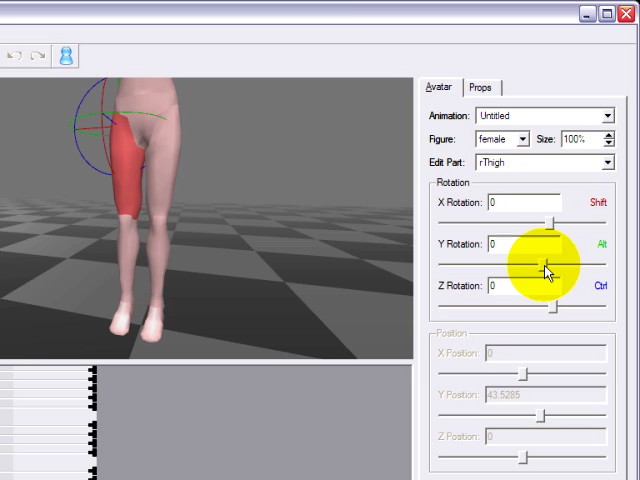 Avatar Props
Animation: Untitled
Figure: female Size: 100%
Edit Part: rThigh
Rotation
X Rotation: 0 Shift
Y Rotation: 0 Alt
Z Rotation: 0 Ctrl
Position
X Position: 0
Y Position: 43.5285
Z Position: 0